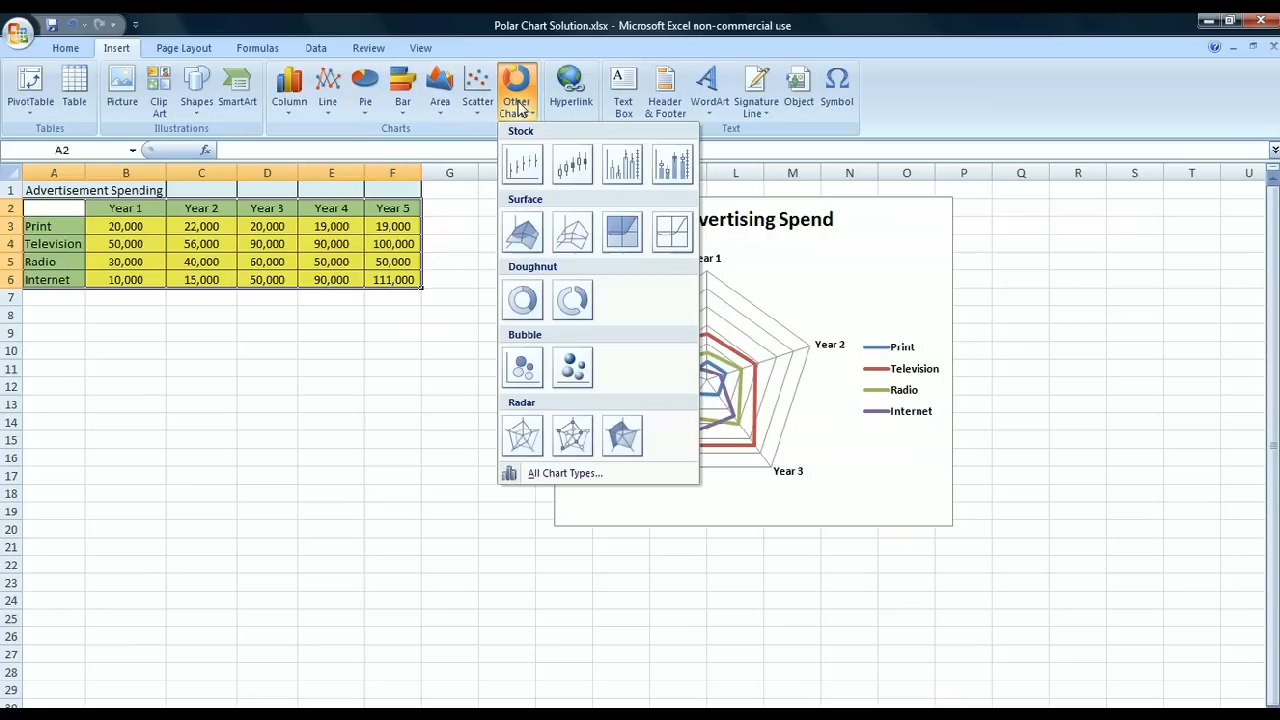 Polar Chart Solution.xlsx - Microsoft Excel non-commercial use
Home Insert Page Layout Formulas Data Review View
PivotTable Table Picture Clip Art Shapes SmartArt Column Line Pie Bar Area Scatter Other Charts Hyperlink Text Box Header & Footer WordArt Signature Line Object Symbol
Tables Illustrations Charts Text
A2 fx
A B C D E F G L M N O P Q R S T U
1 Advertisement Spending
2 Year 1 Year 2 Year 3 Year 4 Year 5
3 Print 20,000 22,000 20,000 19,000 19,000
4 Television 50,000 56,000 90,000 90,000 100,000
5 Radio 30,000 40,000 60,000 50,000 50,000
6 Internet 10,000 15,000 50,000 90,000 111,000
7
8
9
10
11
12
13
14
15
16
17
18
19
20
21
22
23
24
25
26
27
28
29
Stock
Surface
Doughnut
Bubble
Radar
All Chart Types...
vertising Spend
ear 1
Year 2
Year 3
Print
Television
Radio
Internet